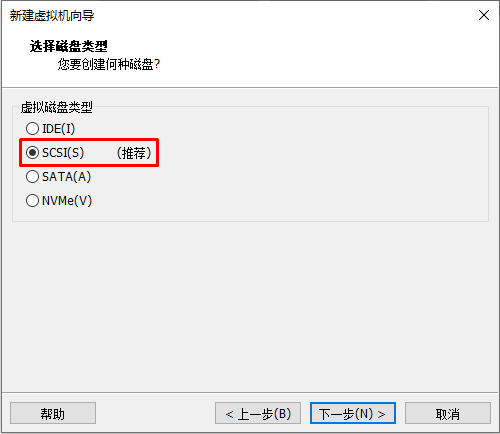 新建虚拟机向导
选择磁盘类型
您要创建何种磁盘?
虚拟磁盘类型
IDE(I)
SCSI(S) （推荐）
SATA(A)
NVMe(V)
帮助 < 上一步(B) 下一步(N) > 取消